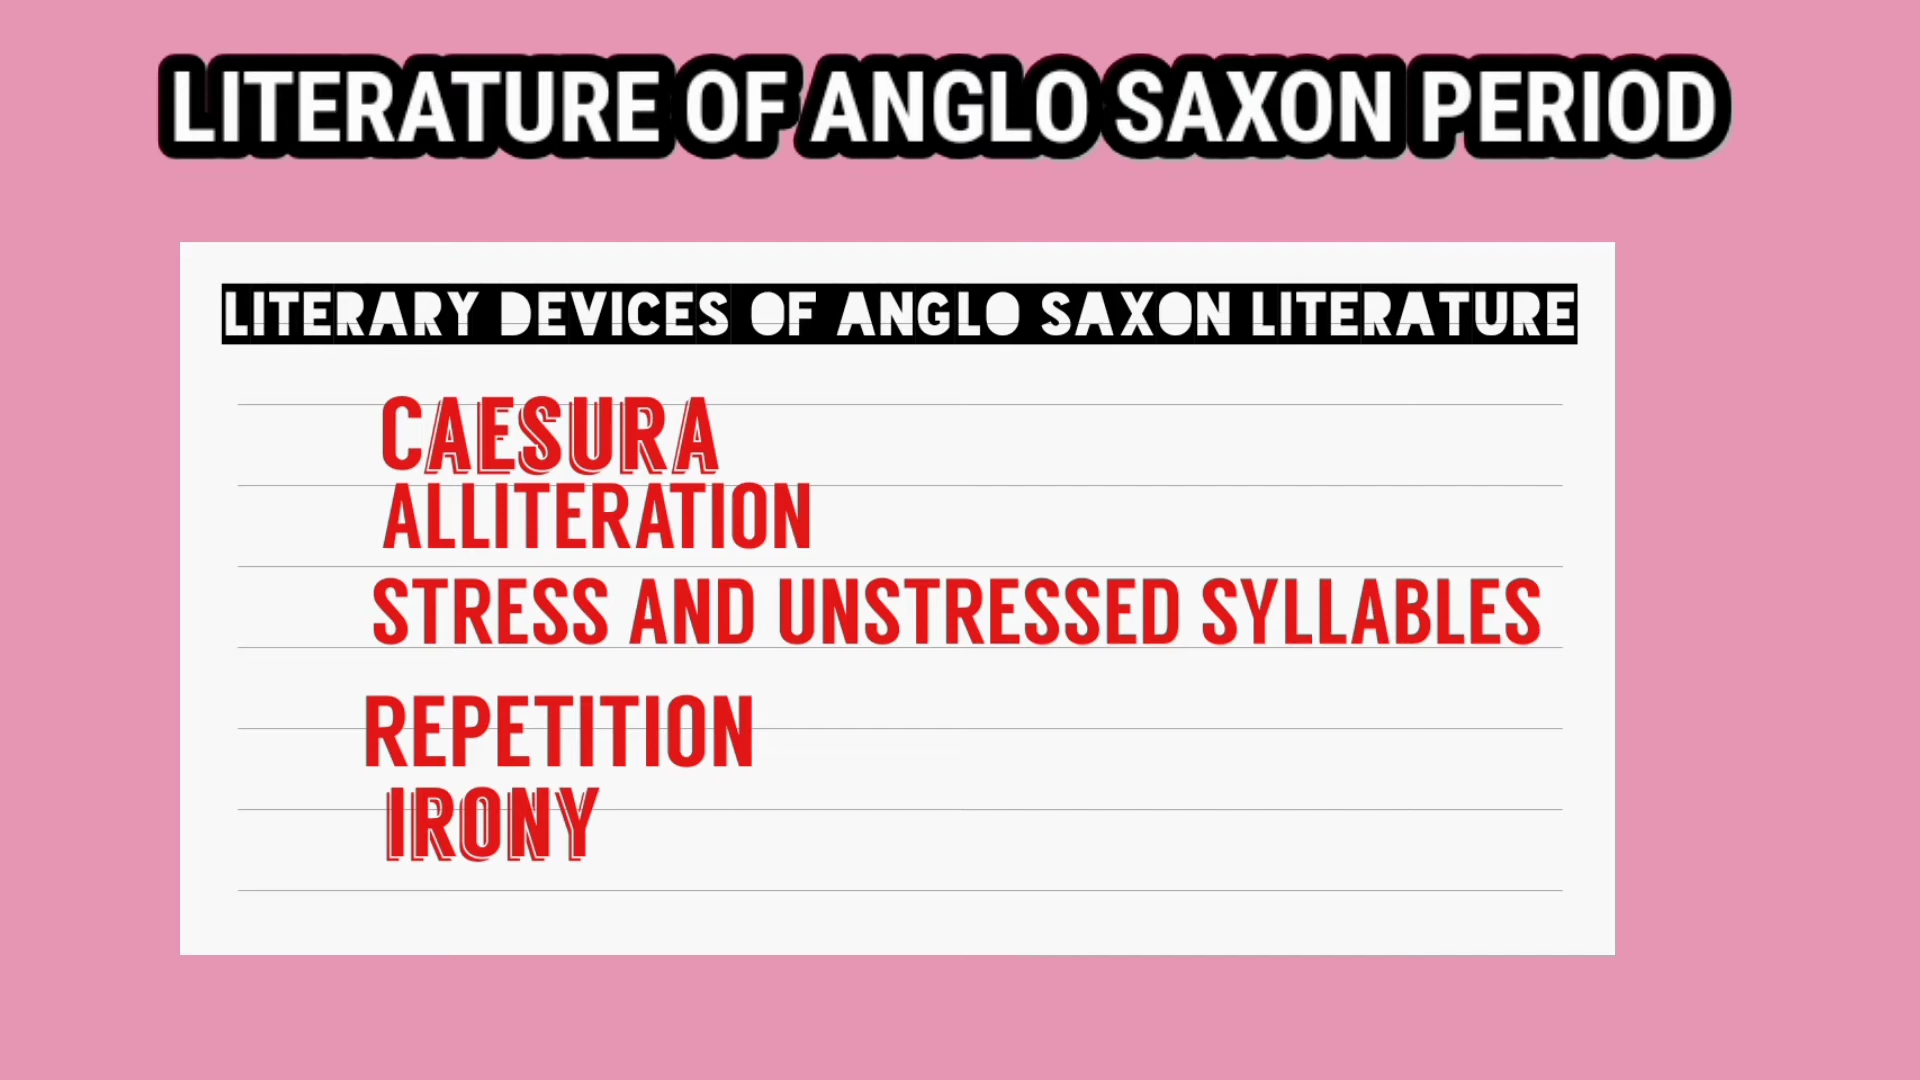 LITERATURE OF ANGLO SAXON PERIOD
LITERARY DEVICES OF ANGLO SAXON LITERATURE
CAESURA
ALLITERATION
STRESS AND UNSTRESSED SYLLABLES
REPETITION
IRONY